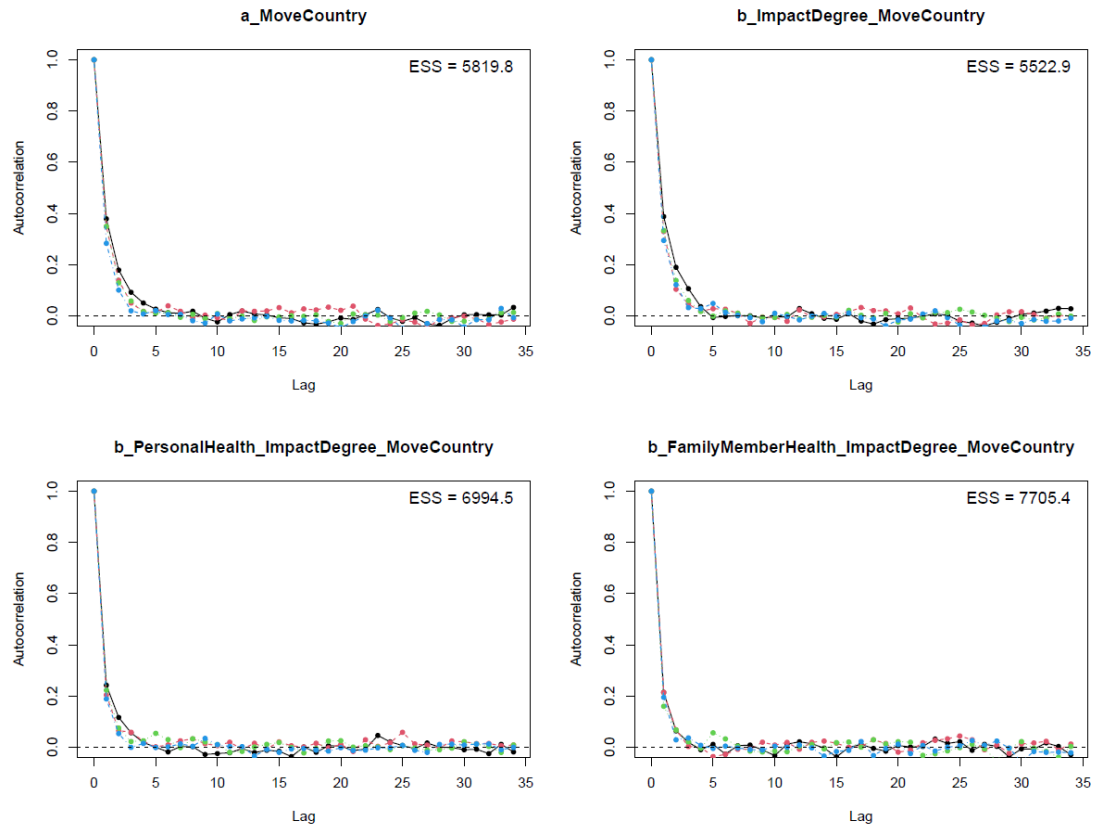 a_MoveCountry
ESS = 5819.8
1.0
0.8
0.6
0.4
0.2
0.0
Autocorrelation
0 5 10 15 20 25 30 35
Lag
b_ImpactDegree_MoveCountry
ESS = 5522.9
1.0
0.8
0.6
0.4
0.2
0.0
Autocorrelation
0 5 10 15 20 25 30 35
Lag
b_PersonalHealth_ImpactDegree_MoveCountry
ESS = 6994.5
1.0
0.8
0.6
0.4
0.2
0.0
Autocorrelation
0 5 10 15 20 25 30 35
Lag
b_FamilyMemberHealth_ImpactDegree_MoveCountry
ESS = 7705.4
1.0
0.8
0.6
0.4
0.2
0.0
Autocorrelation
0 5 10 15 20 25 30 35
Lag